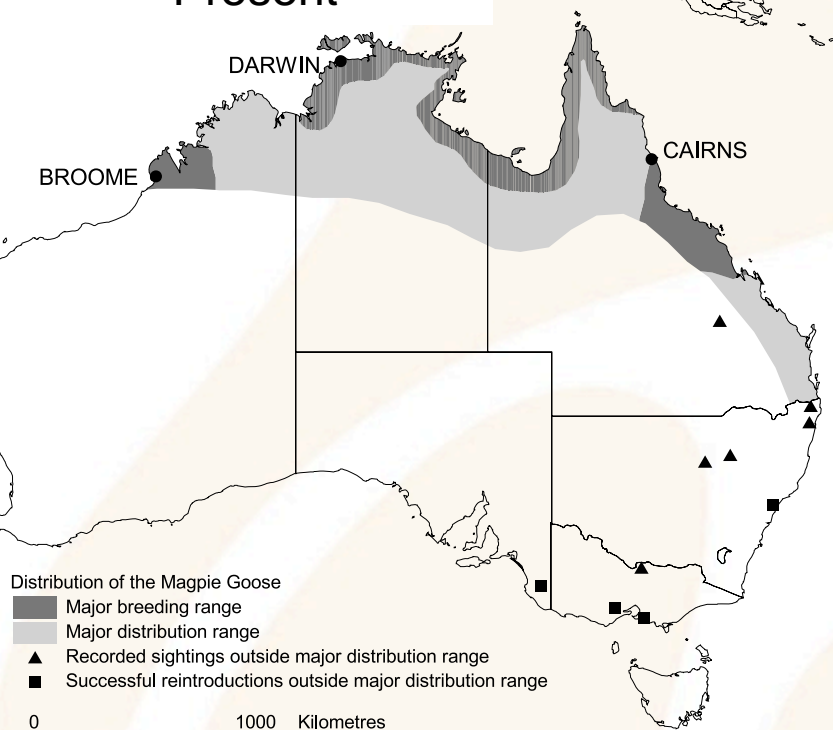 Present
DARWIN
CAIRNS
BROOME
Distribution of the Magpie Goose
Major breeding range
Major distribution range
Recorded sightings outside major distribution range
Successful reintroductions outside major distribution range
0 1000 Kilometres